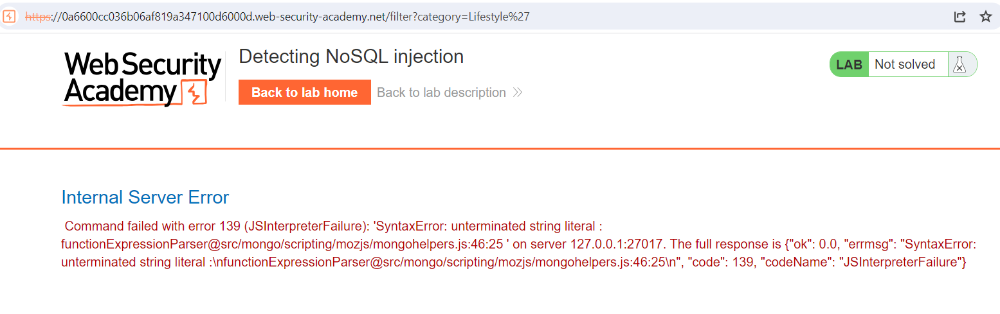 https://0a6600cc036b06af819a347100d6000d.web-security-academy.net/filter?category=Lifestyle%27
Web Security
Academy
Detecting NoSQL injection
Back to lab home
Back to lab description
LAB
Not solved
Internal Server Error
Command failed with error 139 (JSInterpreterFailure): 'SyntaxError: unterminated string literal :
functionExpressionParser@src/mongo/scripting/mozjs/mongohelpers.js:46:25 ' on server 127.0.0.1:27017. The full response is {"ok": 0.0, "errmsg": "SyntaxError:
unterminated string literal :\nfunctionExpressionParser@src/mongo/scripting/mozjs/mongohelpers.js:46:25\n", "code": 139, "codeName": "JSInterpreterFailure"}